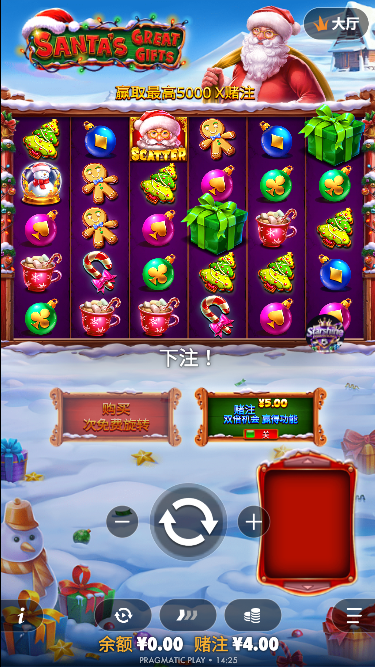 SANTA'S GREAT GIFTS
大厅
赢取最高5000 X赌注
SCATTER
Starshine
下注！
购买
次免费旋转
赌注 ¥5.00
双倍机会 赢得功能
关
余额 ¥0.00 赌注 ¥4.00
PRAGMATIC PLAY • 14:25